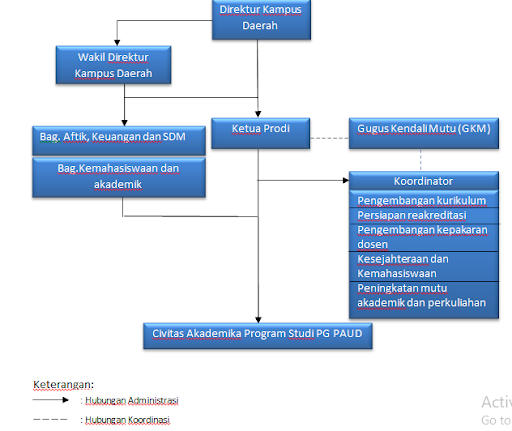 Direktur Kampus
Daerah
Wakil Direktur
Kampus Daerah
Bag. Aftik, Keuangan dan SDM
Ketua Prodi
Gugus Kendali Mutu (GKM)
Bag.Kemahasiswaan dan
akademik
Koordinator
Pengembangan kurikulum
Persiapan reakreditasi
Pengembangan kepakaran
dosen
Kesejahteraan dan
Kemahasiswaan
Peningkatan mutu
akademik dan perkuliahan
Civitas Akademika Program Studi PG PAUD
Keterangan:
: Hubungan Administrasi
: Hubungan Koordinasi
Go to